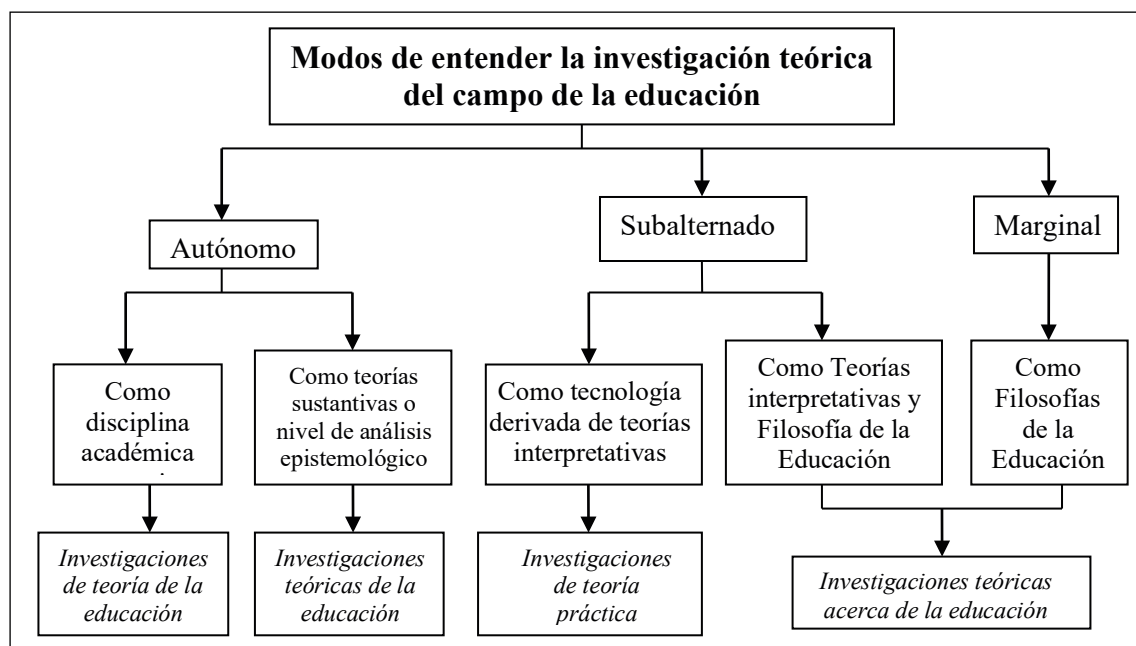 Modos de entender la investigación teórica
del campo de la educación
Autónomo
Subalternado
Marginal
Como
disciplina
académica
Como teorías
sustantivas o
nivel de análisis
epistemológico
Como tecnología
derivada de teorías
interpretativas
Como Teorías
interpretativas y
Filosofía de la
Educación
Como
Filosofías
de la
Educación
Investigaciones
de teoría de la
educación
Investigaciones
teóricas de la
educación
Investigaciones
de teoría
práctica
Investigaciones teóricas
acerca de la educación